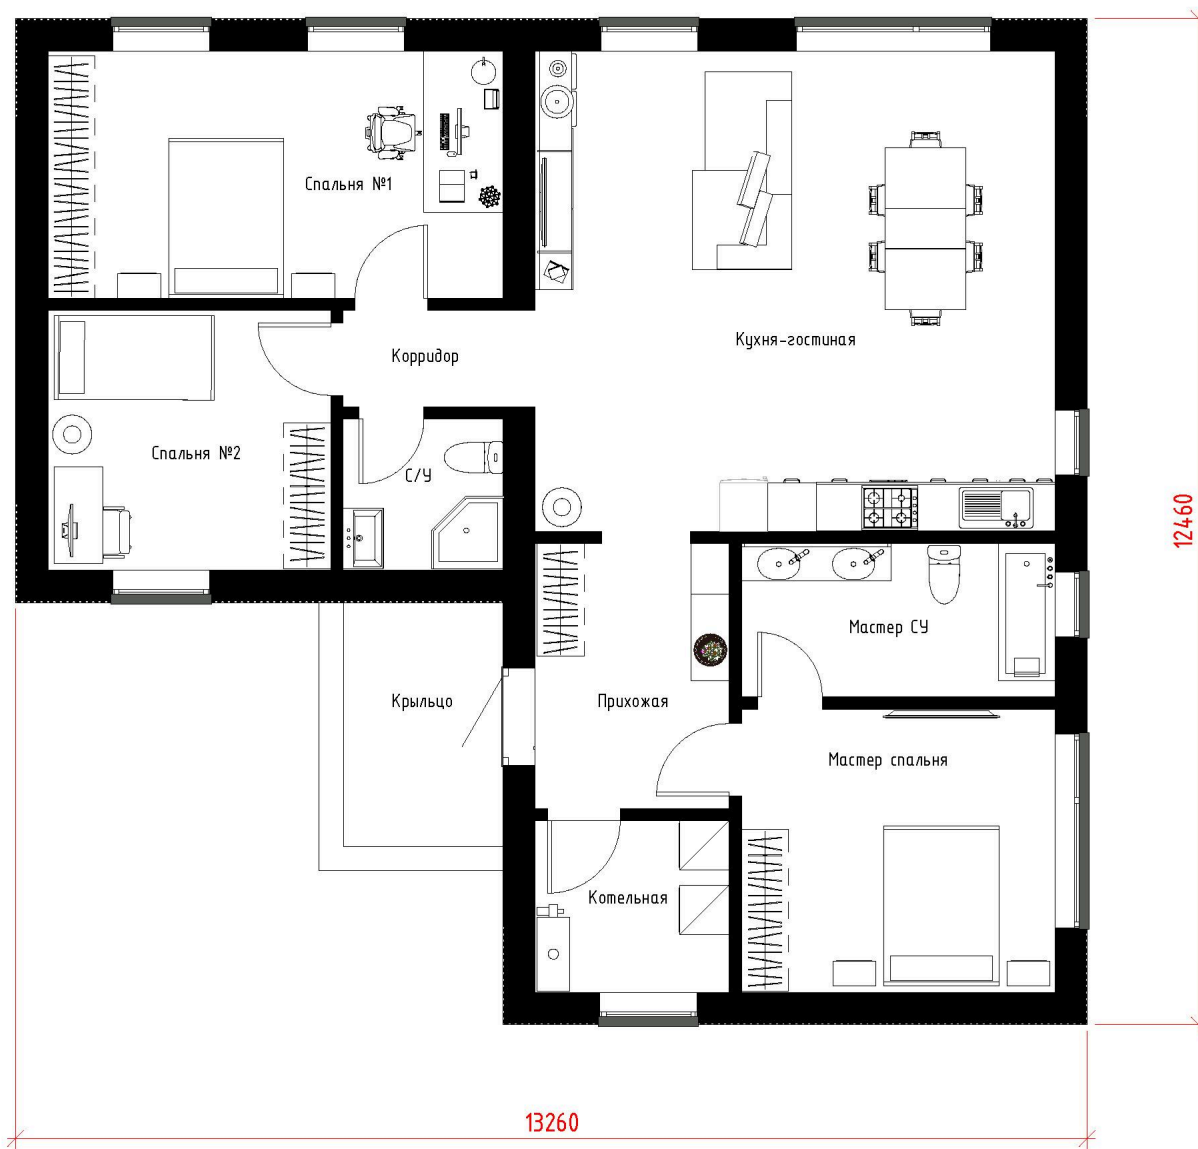 Спальня №1
Кухня-гостиная
Корридор
Спальня №2
С/У
12460
Мастер СУ
Крыльцо
Прихожая
Мастер спальня
Котельная
13260